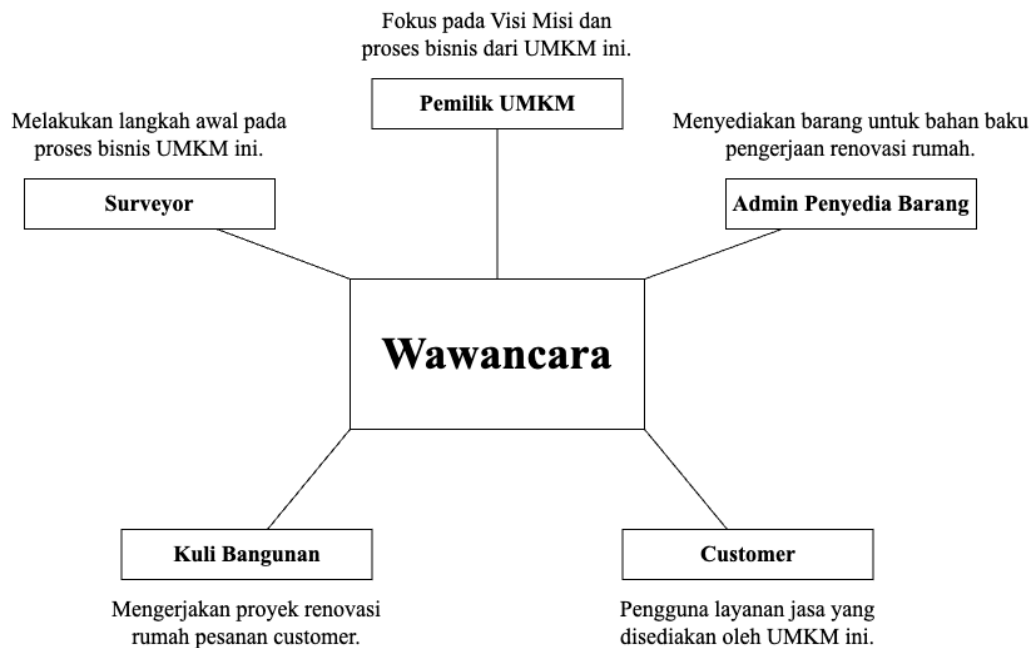 Fokus pada Visi Misi dan
proses bisnis dari UMKM ini.
Pemilik UMKM
Melakukan langkah awal pada
proses bisnis UMKM ini.
Surveyor
Menyediakan barang untuk bahan baku
pengerjaan renovasi rumah.
Admin Penyedia Barang
Wawancara
Kuli Bangunan
Mengerjakan proyek renovasi
rumah pesanan customer.
Customer
Pengguna layanan jasa yang
disediakan oleh UMKM ini.